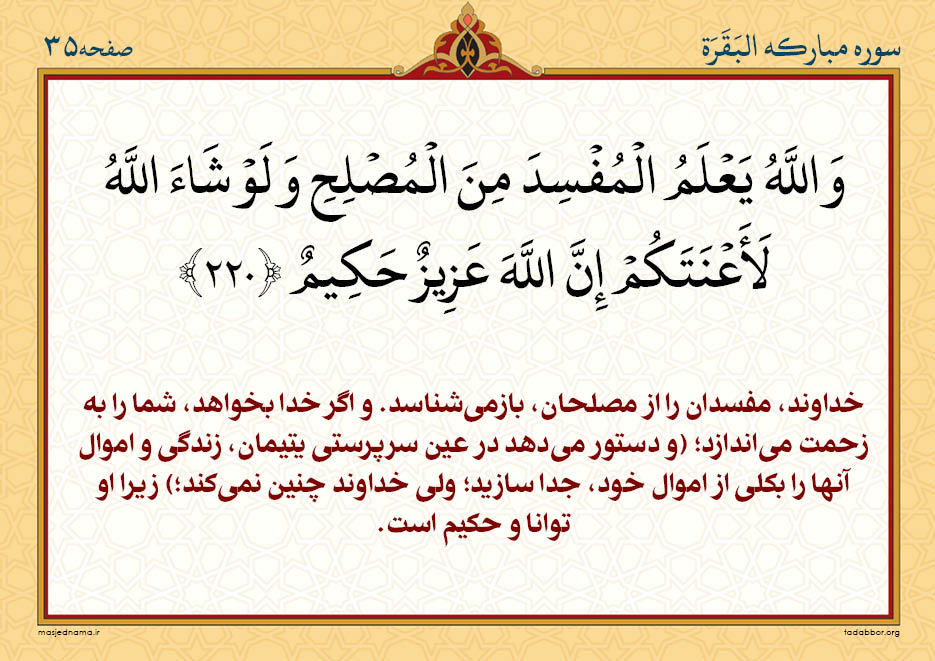 سوره مبارکه البَقَرَة
صفحه۳۵
وَ اللَّهُ يَعْلَمُ الْمُفْسِدَ مِنَ الْمُصْلِحِ وَ لَوْ شَاءَ اللَّهُ
لَأَعْنَتَكُمْ إِنَّ اللَّهَ عَزِيزٌ حَكِيمٌ ﴿۲۲۰﴾
خداوند، مفسدان را از مصلحان، بازمی‌شناسد. و اگر خدا بخواهد، شما را به
زحمت می‌اندازد؛ (و دستور می‌دهد در عین سرپرستی یتیمان، زندگی و اموال
آنها را بکلی از اموال خود، جدا سازید؛ ولی خداوند چنین نمی‌کند؛) زیرا او
توانا و حکیم است.
masjednama.ir
tadabbor.org